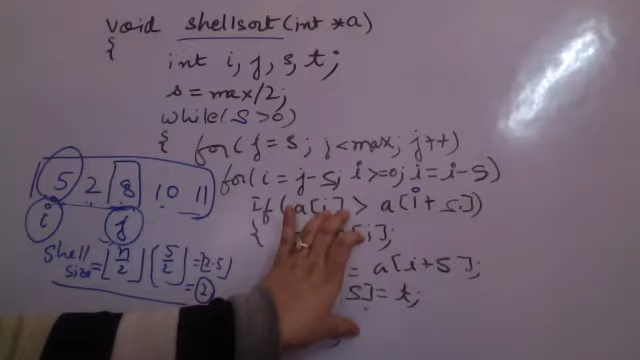 void shellsort(int *a)
{
int i, j, s, t;
s = max/2;
while(s>0)
{ for(j=s; j<max; j++)
for(i=j-s; i>=0; i=i-s)
if(a[i] > a[i+s])
{ [i];
= a[i+s];
s]=t;
5 2 8 10 11
i j
shell size=⌊n/2⌋ ⌊5/2⌋=⌊2.5⌋
=2